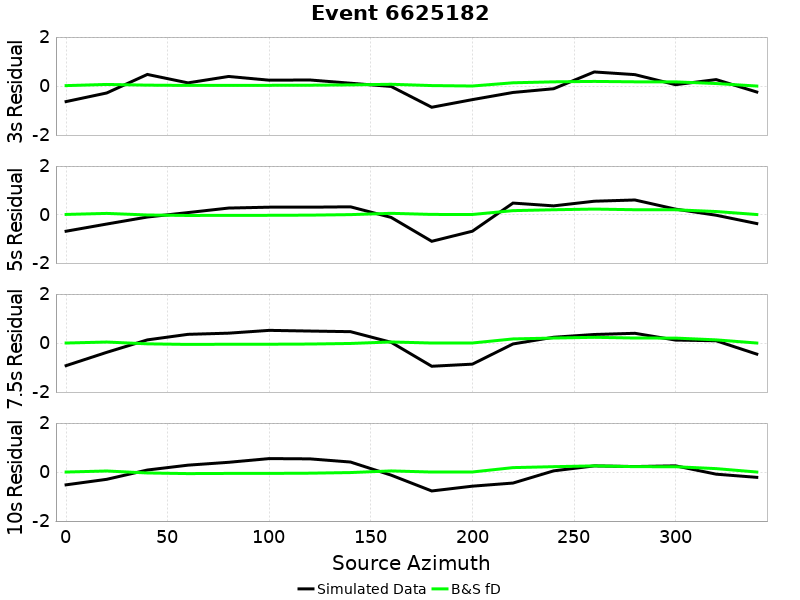 Event 6625182
3s Residual
2
0
-2
5s Residual
2
0
-2
7.5s Residual
2
0
-2
10s Residual
2
0
-2
0 50 100 150 200 250 300
Source Azimuth
Simulated Data B&S fD